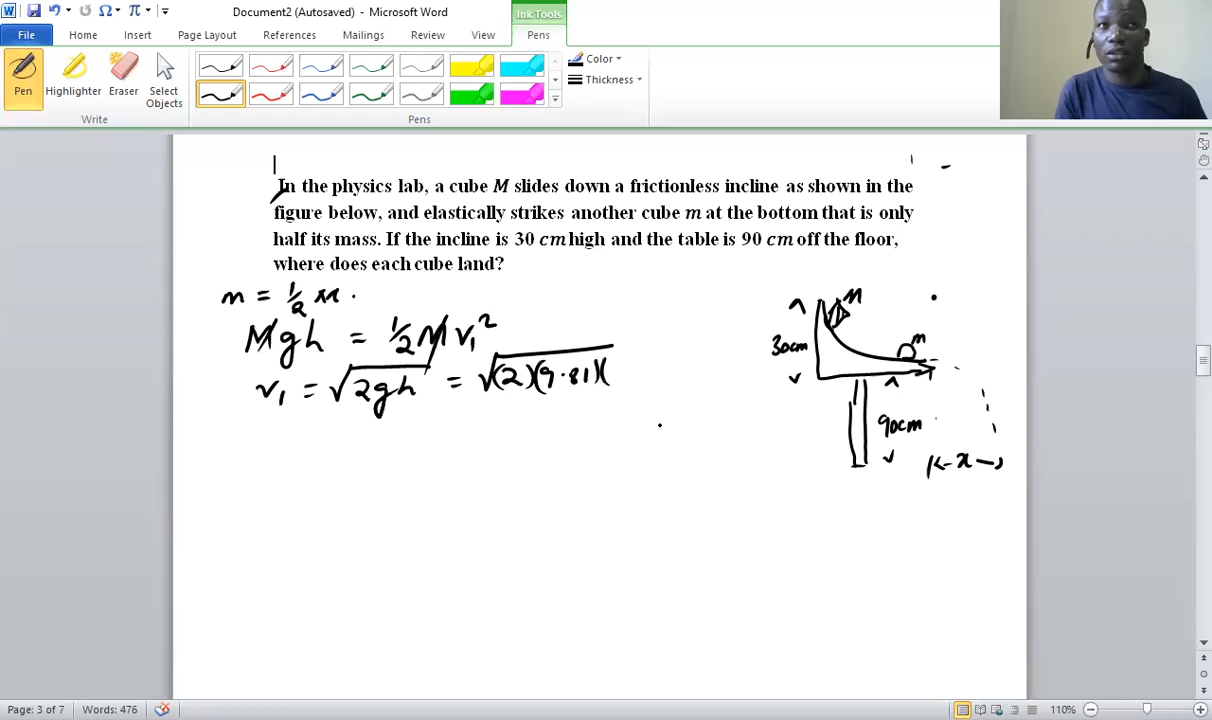 Document2 (Autosaved) - Microsoft Word
Ink Tools
File Home Insert Page Layout References Mailings Review View Pens
Pen Highlighter Eraser Select Objects
Color
Thickness
Write
Pens
In the physics lab, a cube M slides down a frictionless incline as shown in the
figure below, and elastically strikes another cube m at the bottom that is only
half its mass. If the incline is 30 cm high and the table is 90 cm off the floor,
where does each cube land?
m = 1/2 M .
Mgh = 1/2 M v₁²
v₁ = √2gh = √(2)(9.81)(
M
m
30cm
90cm
x
Page: 3 of 7 Words: 476
110%